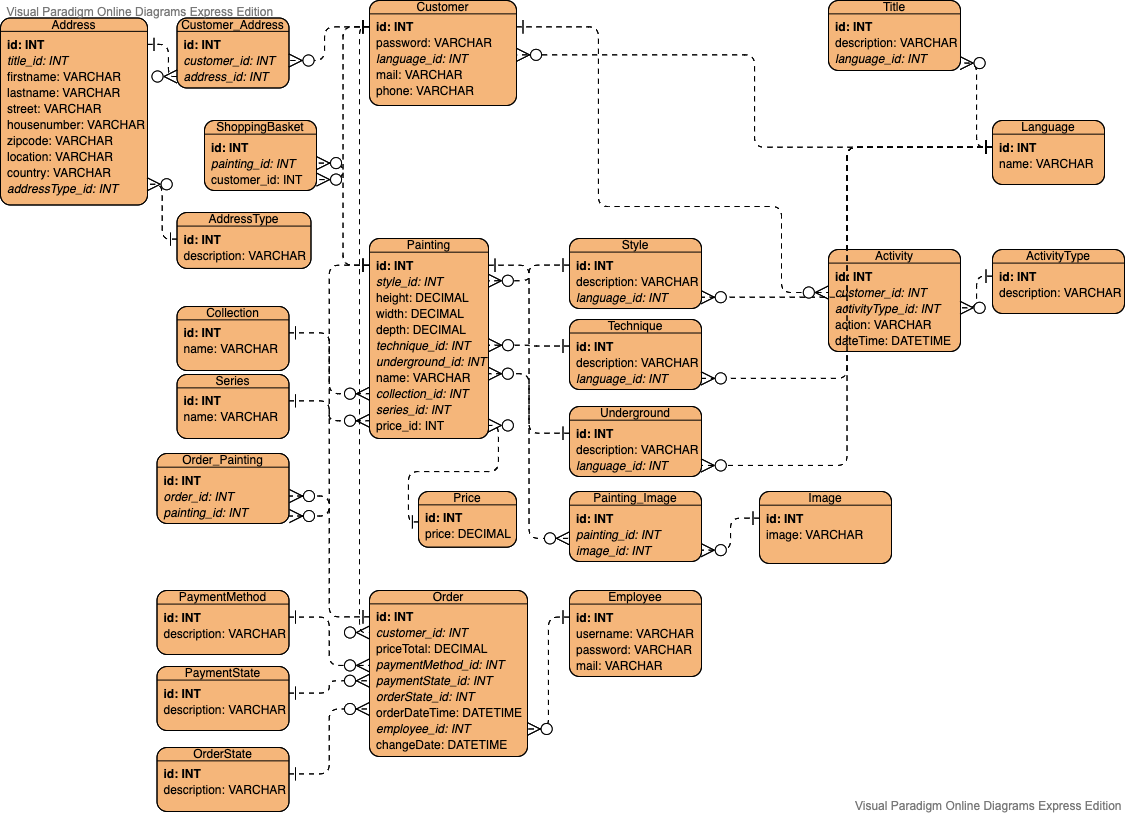 Visual Paradigm Online Diagrams Express Edition
Address
id: INT
title_id: INT
firstname: VARCHAR
lastname: VARCHAR
street: VARCHAR
housenumber: VARCHAR
zipcode: VARCHAR
location: VARCHAR
country: VARCHAR
addressType_id: INT
Customer_Address
id: INT
customer_id: INT
address_id: INT
Customer
id: INT
password: VARCHAR
language_id: INT
mail: VARCHAR
phone: VARCHAR
Title
id: INT
description: VARCHAR
language_id: INT
ShoppingBasket
id: INT
painting_id: INT
customer_id: INT
Language
id: INT
name: VARCHAR
AddressType
id: INT
description: VARCHAR
Painting
id: INT
style_id: INT
height: DECIMAL
width: DECIMAL
depth: DECIMAL
technique_id: INT
underground_id: INT
name: VARCHAR
collection_id: INT
series_id: INT
price_id: INT
Style
id: INT
description: VARCHAR
language_id: INT
Activity
id: INT
customer_id: INT
activityType_id: INT
action: VARCHAR
dateTime: DATETIME
ActivityType
id: INT
description: VARCHAR
Collection
id: INT
name: VARCHAR
Technique
id: INT
description: VARCHAR
language_id: INT
Series
id: INT
name: VARCHAR
Underground
id: INT
description: VARCHAR
language_id: INT
Order_Painting
id: INT
order_id: INT
painting_id: INT
Price
id: INT
price: DECIMAL
Painting_Image
id: INT
painting_id: INT
image_id: INT
Image
id: INT
image: VARCHAR
PaymentMethod
id: INT
description: VARCHAR
Order
id: INT
customer_id: INT
priceTotal: DECIMAL
paymentMethod_id: INT
paymentState_id: INT
orderState_id: INT
orderDateTime: DATETIME
employee_id: INT
changeDate: DATETIME
Employee
id: INT
username: VARCHAR
password: VARCHAR
mail: VARCHAR
PaymentState
id: INT
description: VARCHAR
OrderState
id: INT
description: VARCHAR
Visual Paradigm Online Diagrams Express Edition